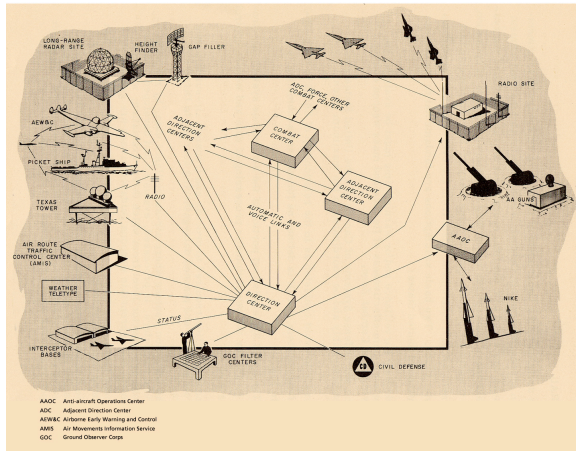 LONG-RANGE
RADAR SITE
HEIGHT
FINDER
GAP FILLER
RADIO SITE
AEW&C
ADJACENT
DIRECTION
CENTERS
ADC, FORCE, OTHER
COMBAT CENTERS
COMBAT
CENTER
PICKET SHIP
RADIO
ADJACENT
DIRECTION
CENTER
TEXAS
TOWER
AUTOMATIC AND
VOICE LINKS
AA GUNS
AAOC
AIR ROUTE
TRAFFIC
CONTROL CENTER
(AMIS)
WEATHER
TELETYPE
DIRECTION
CENTER
NIKE
STATUS
INTERCEPTOR
BASES
GOC FILTER
CENTERS
CD
CIVIL DEFENSE
AAOC Anti-aircraft Operations Center
ADC Adjacent Direction Center
AEW&C Airborne Early Warning and Control
AMIS Air Movements Information Service
GOC Ground Observer Corps